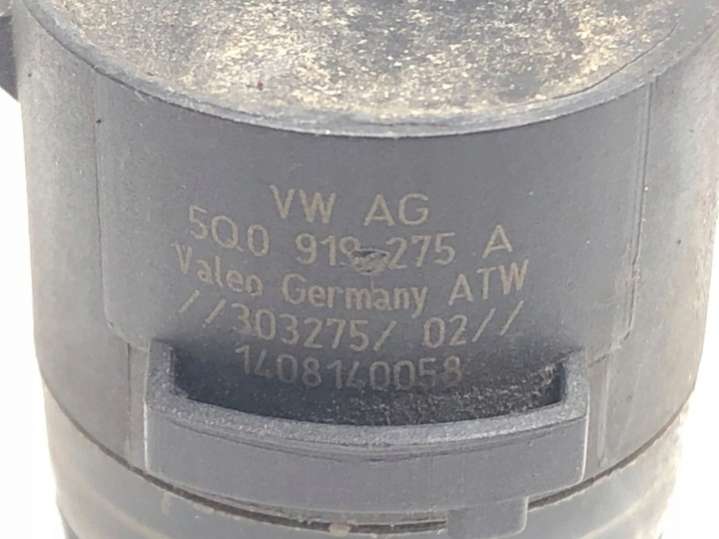 VW AG
5Q0 919 275 A
Valeo Germany ATW
//303275/ 02//
1408140058